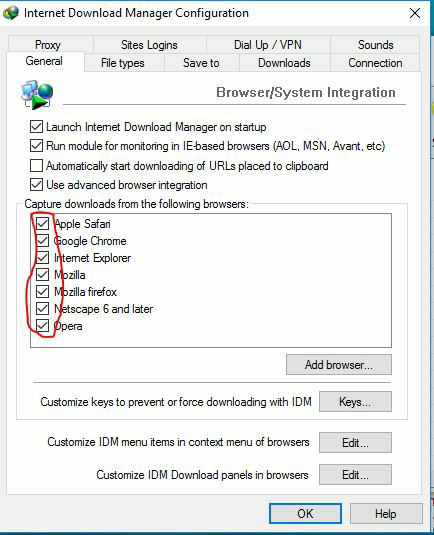 Internet Download Manager Configuration
Proxy Sites Logins Dial Up / VPN Sounds
General File types Save to Downloads Connection
Browser/System Integration
Launch Internet Download Manager on startup
Run module for monitoring in IE-based browsers (AOL, MSN, Avant, etc)
Automatically start downloading of URLs placed to clipboard
Use advanced browser integration
Capture downloads from the following browsers:
Apple Safari
Google Chrome
Internet Explorer
Mozilla
Mozilla firefox
Netscape 6 and later
Opera
Add browser...
Customize keys to prevent or force downloading with IDM Keys...
Customize IDM menu items in context menu of browsers Edit...
Customize IDM Download panels in browsers Edit...
OK Help